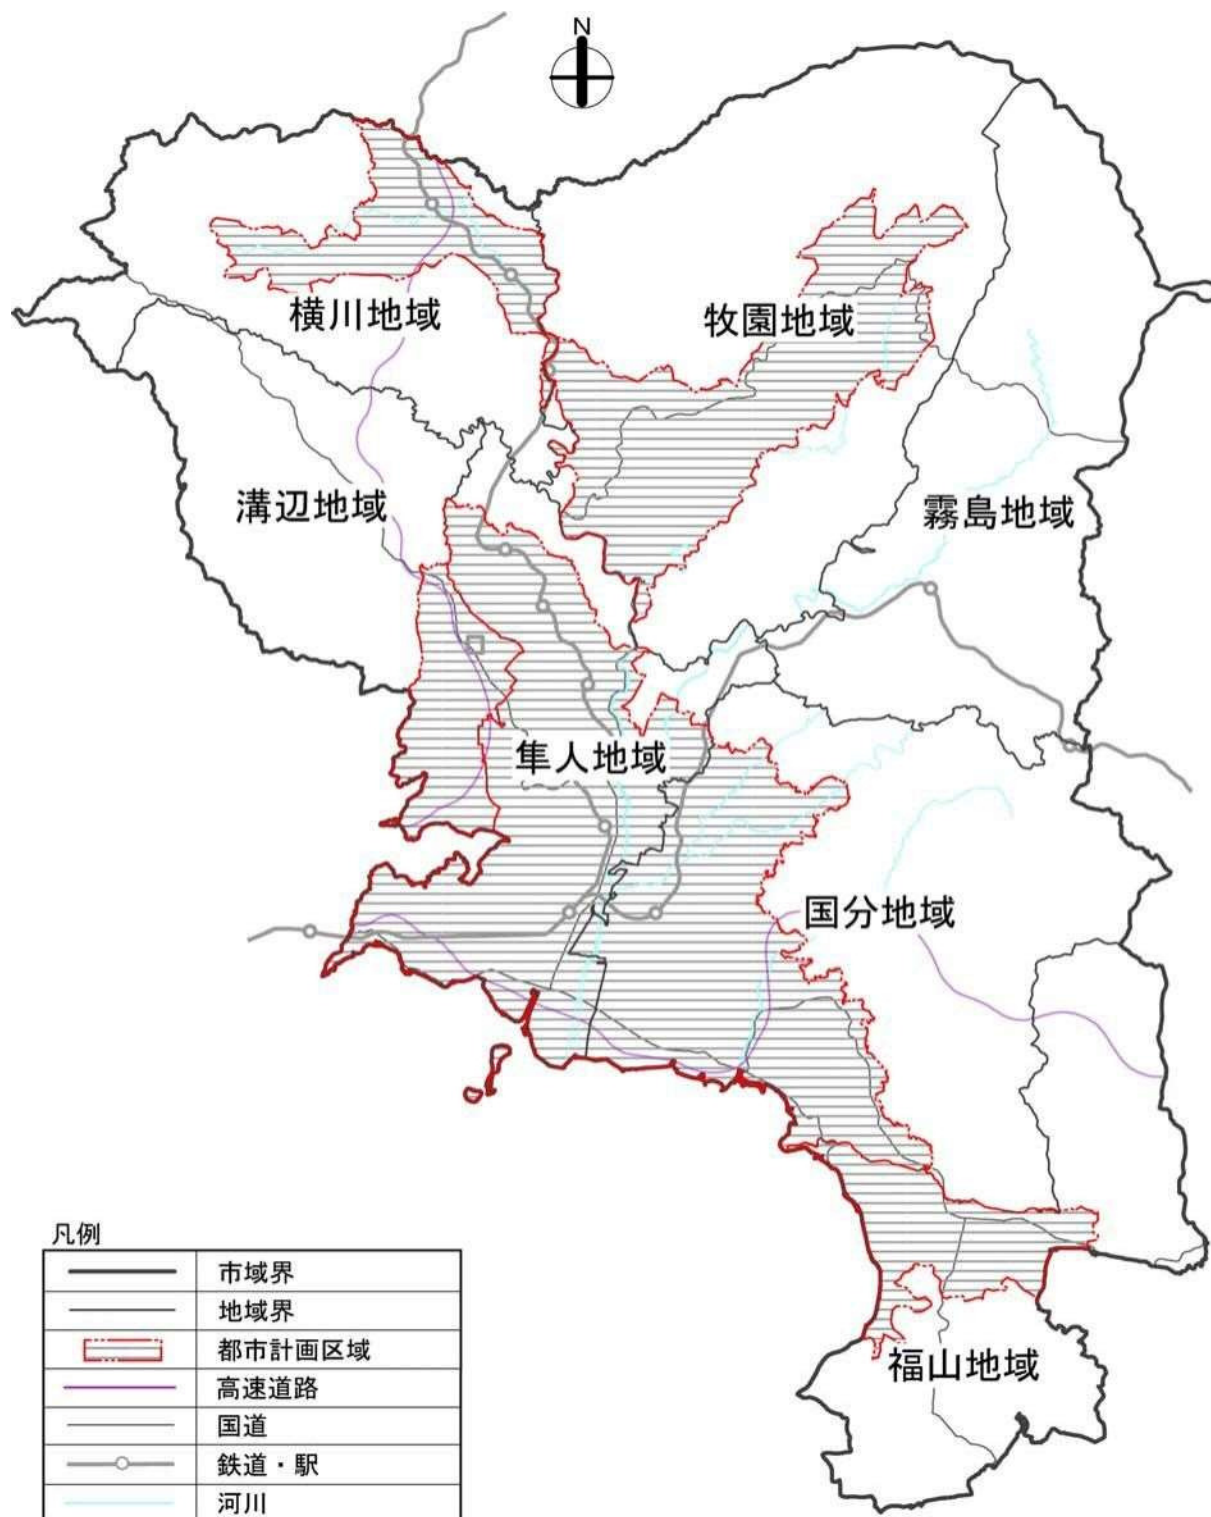 N
横川地域
牧園地域
溝辺地域
霧島地域
隼人地域
国分地域
福山地域
凡例
市域界
地域界
都市計画区域
高速道路
国道
鉄道・駅
河川